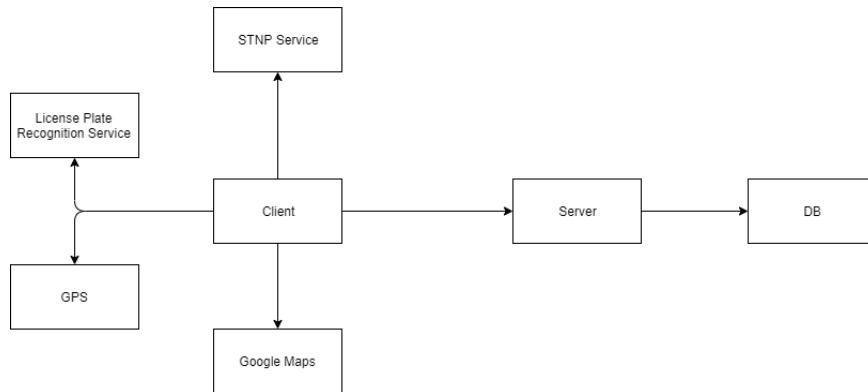 STNP Service
License Plate
Recognition Service
Client
Server
DB
GPS
Google Maps